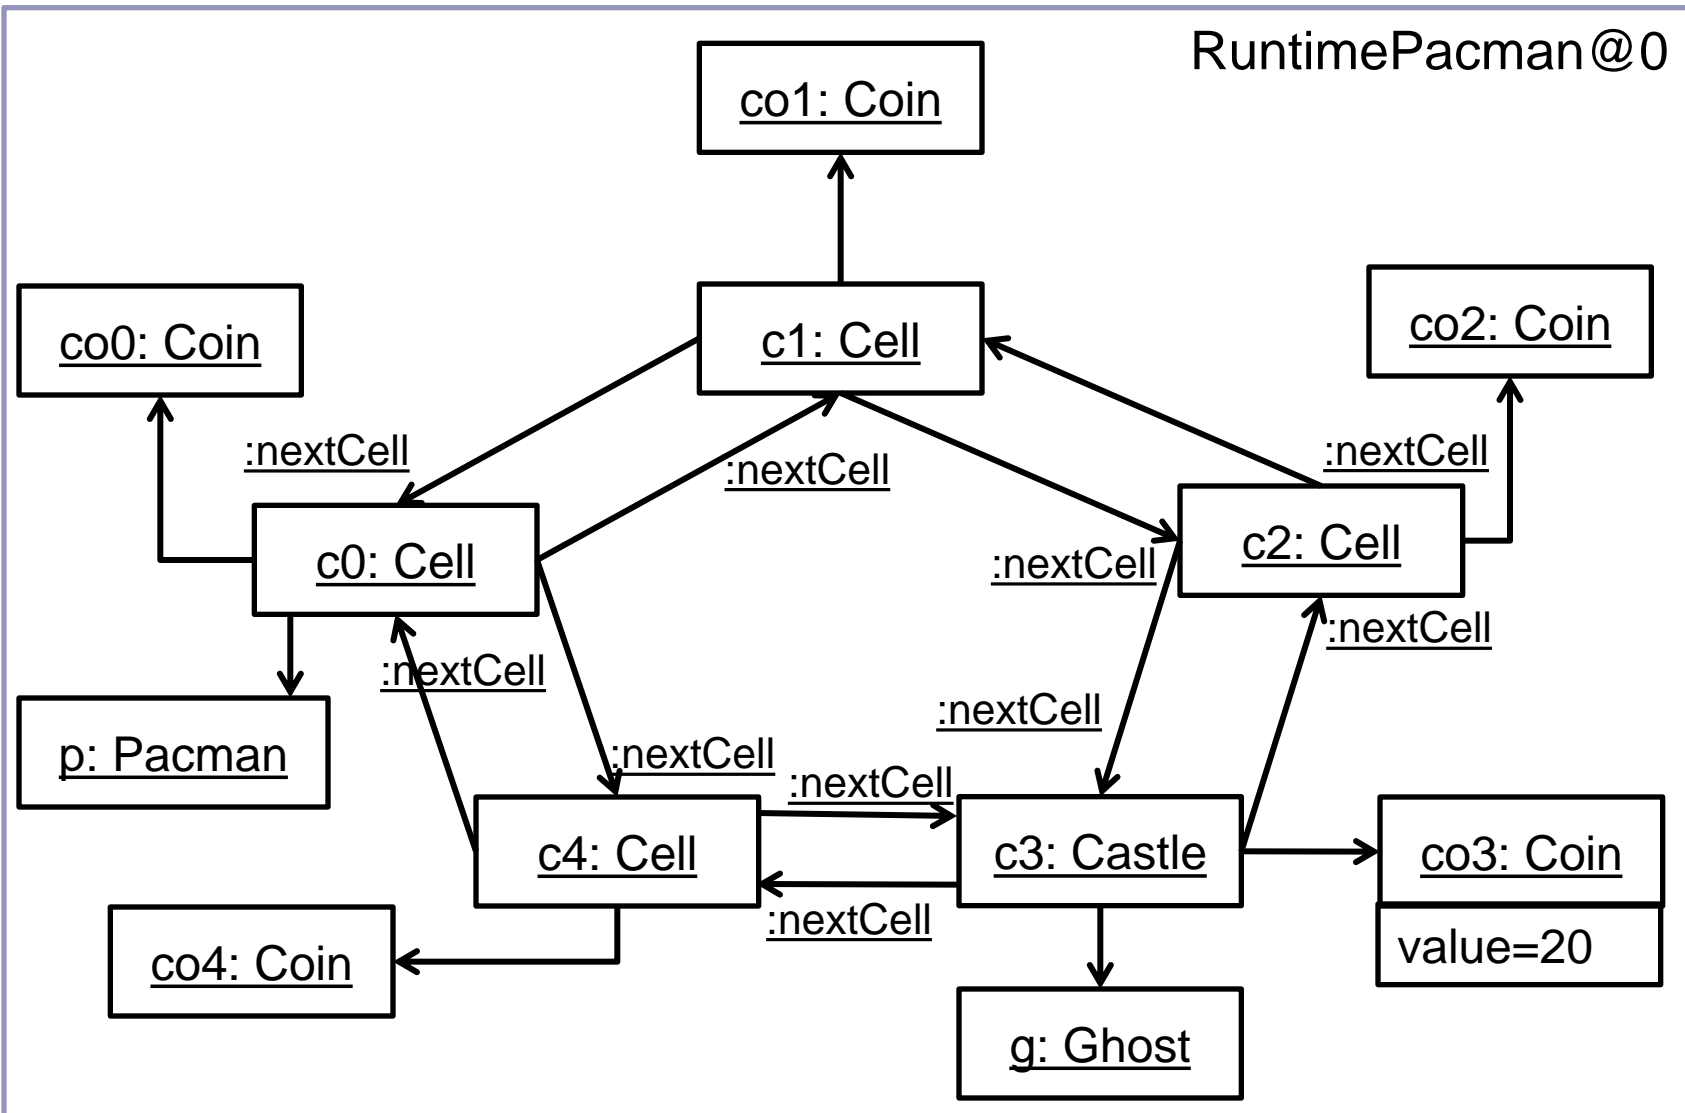 RuntimePacman@0
co1: Coin
co0: Coin
c1: Cell
co2: Coin
:nextCell
:nextCell
:nextCell
c0: Cell
:nextCell
c2: Cell
:nextCell
:nextCell
:nextCell
p: Pacman
:nextCell
:nextCell
c4: Cell
c3: Castle
co3: Coin
:nextCell
value=20
co4: Coin
g: Ghost